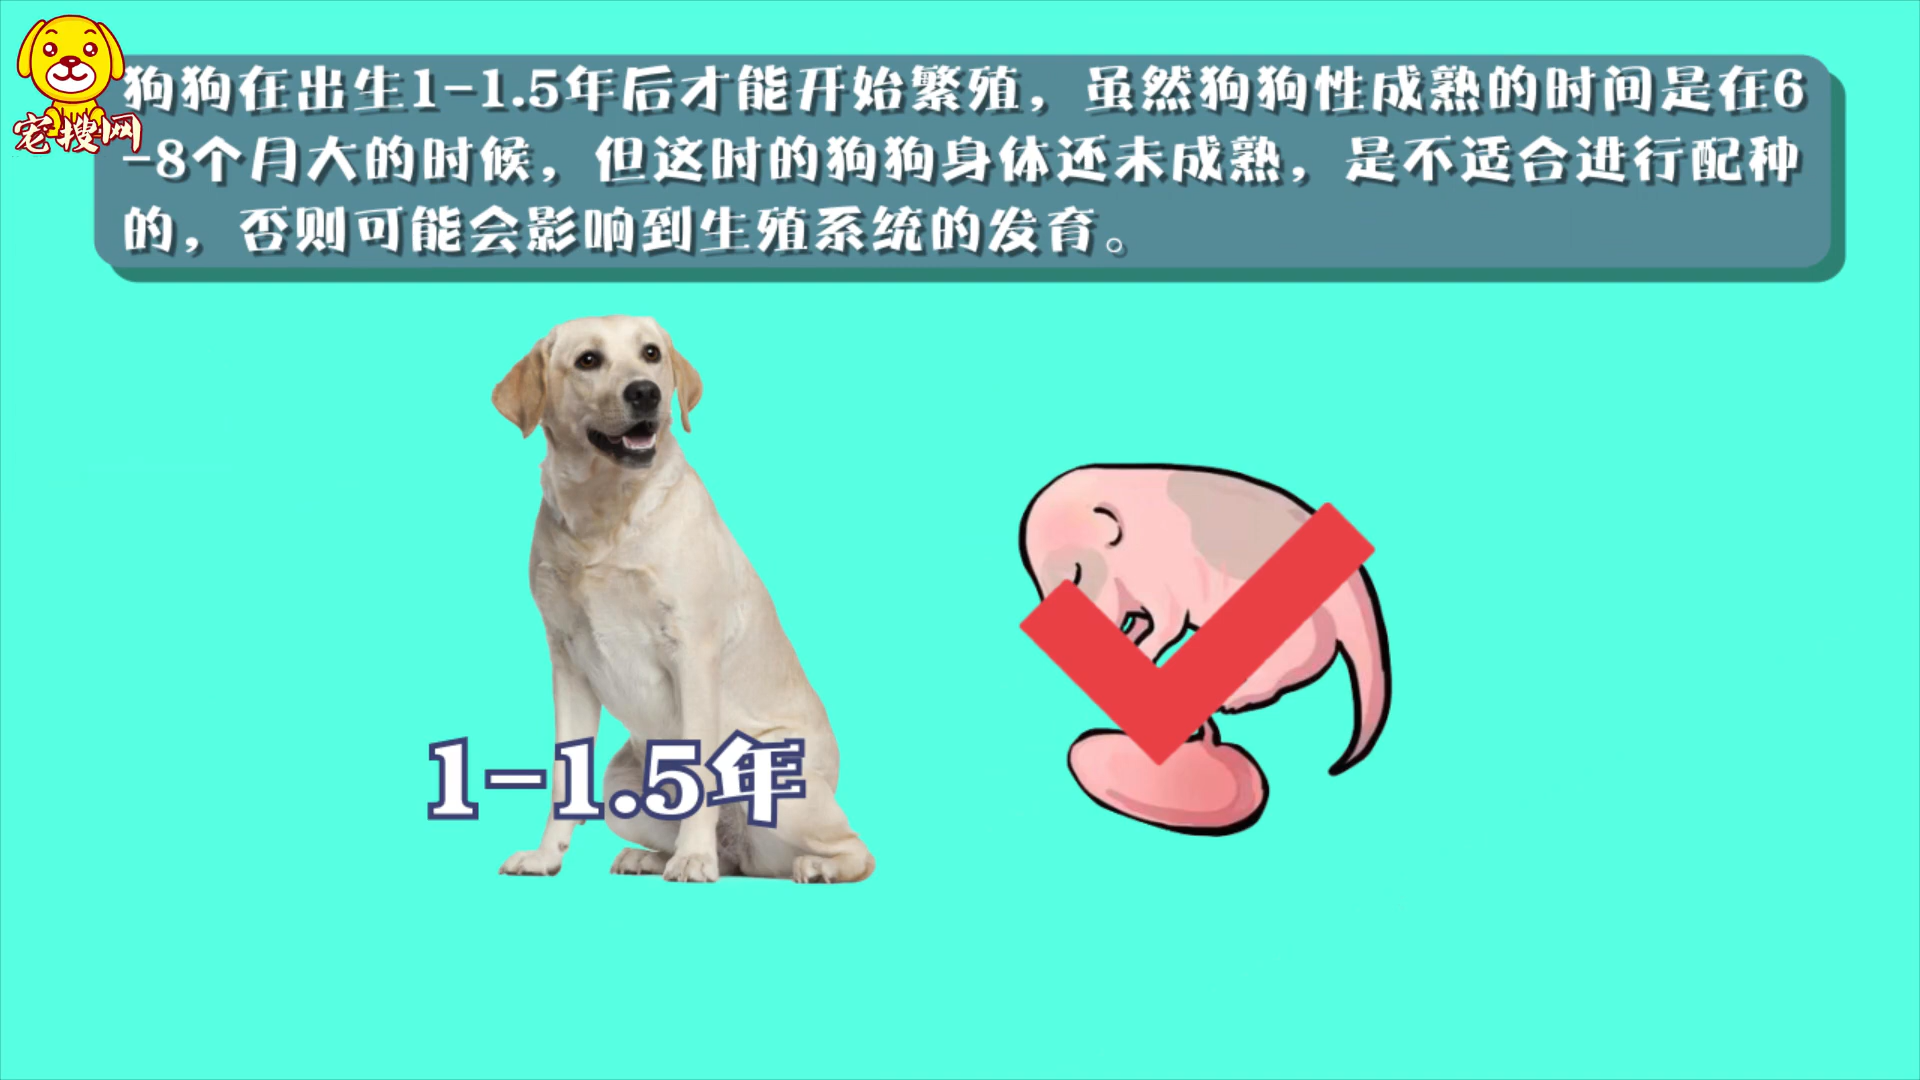 狗狗在出生1-1.5年后才能开始繁殖，虽然狗狗性成熟的时间是在6
-8个月大的时候，但这时的狗狗身体还未成熟，是不适合进行配种
的，否则可能会影响到生殖系统的发育。
宠搜网
1-1.5年